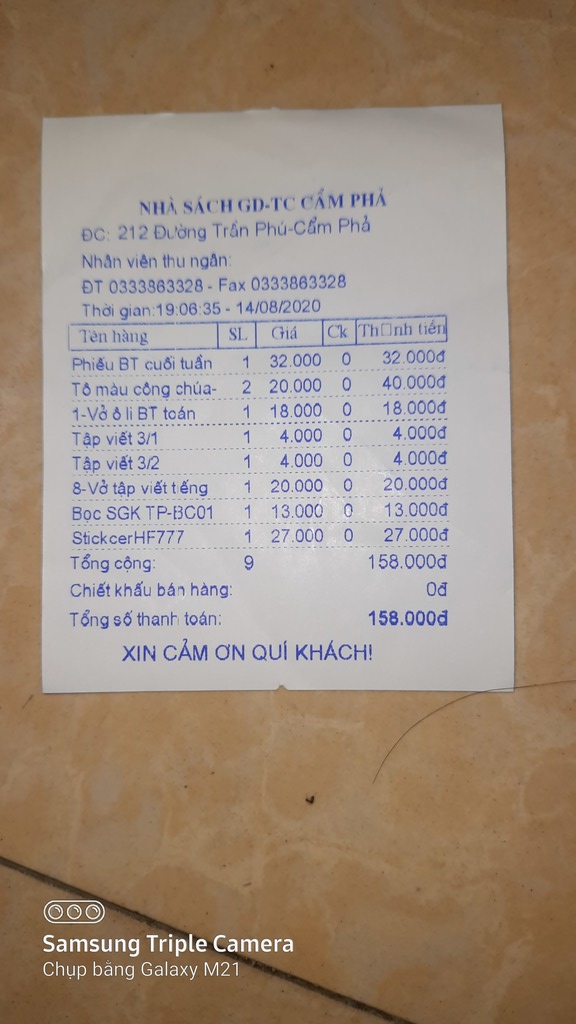 NHÀ SÁCH GD-TC CẨM PHẢ
ĐC: 212 Đường Trần Phú-Cẩm Phả
Nhân viên thu ngân:
ĐT 0333863328 - Fax 0333863328
Thời gian:19:06:35 - 14/08/2020
Tên hàng SL Giá Ck Th□nh tiền
Phiếu BT cuối tuần 1 32.000 0 32.000đ
Tô màu công chúa- 2 20.000 0 40.000đ
1-Vở ô li BT toán 1 18.000 0 18.000đ
Tập viết 3/1 1 4.000 0 4.000đ
Tập viết 3/2 1 4.000 0 4.000đ
8-Vở tập viết tiếng 1 20.000 0 20.000đ
Bọc SGK TP-BC01 1 13.000 0 13.000đ
StickcerHF777 1 27.000 0 27.000đ
Tổng cộng: 9 158.000đ
Chiết khấu bán hàng: 0đ
Tổng số thanh toán: 158.000đ
XIN CẢM ƠN QUÍ KHÁCH!
Samsung Triple Camera
Chụp bằng Galaxy M21